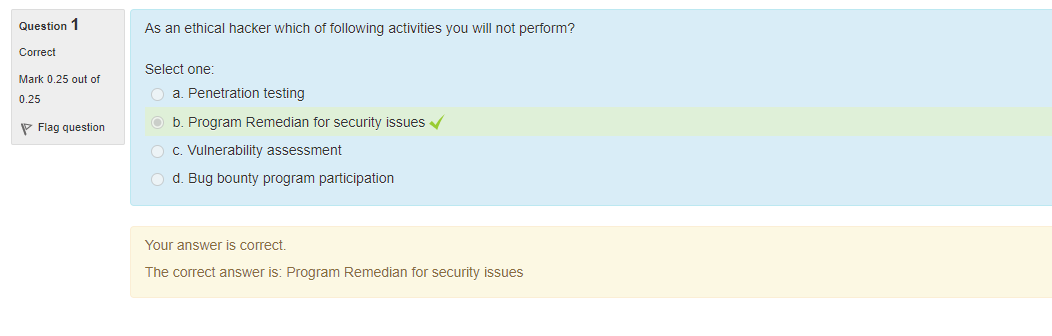 Question 1
Correct
Mark 0.25 out of
0.25
Flag question
As an ethical hacker which of following activities you will not perform?
Select one:
a. Penetration testing
b. Program Remedian for security issues
c. Vulnerability assessment
d. Bug bounty program participation
Your answer is correct.
The correct answer is: Program Remedian for security issues